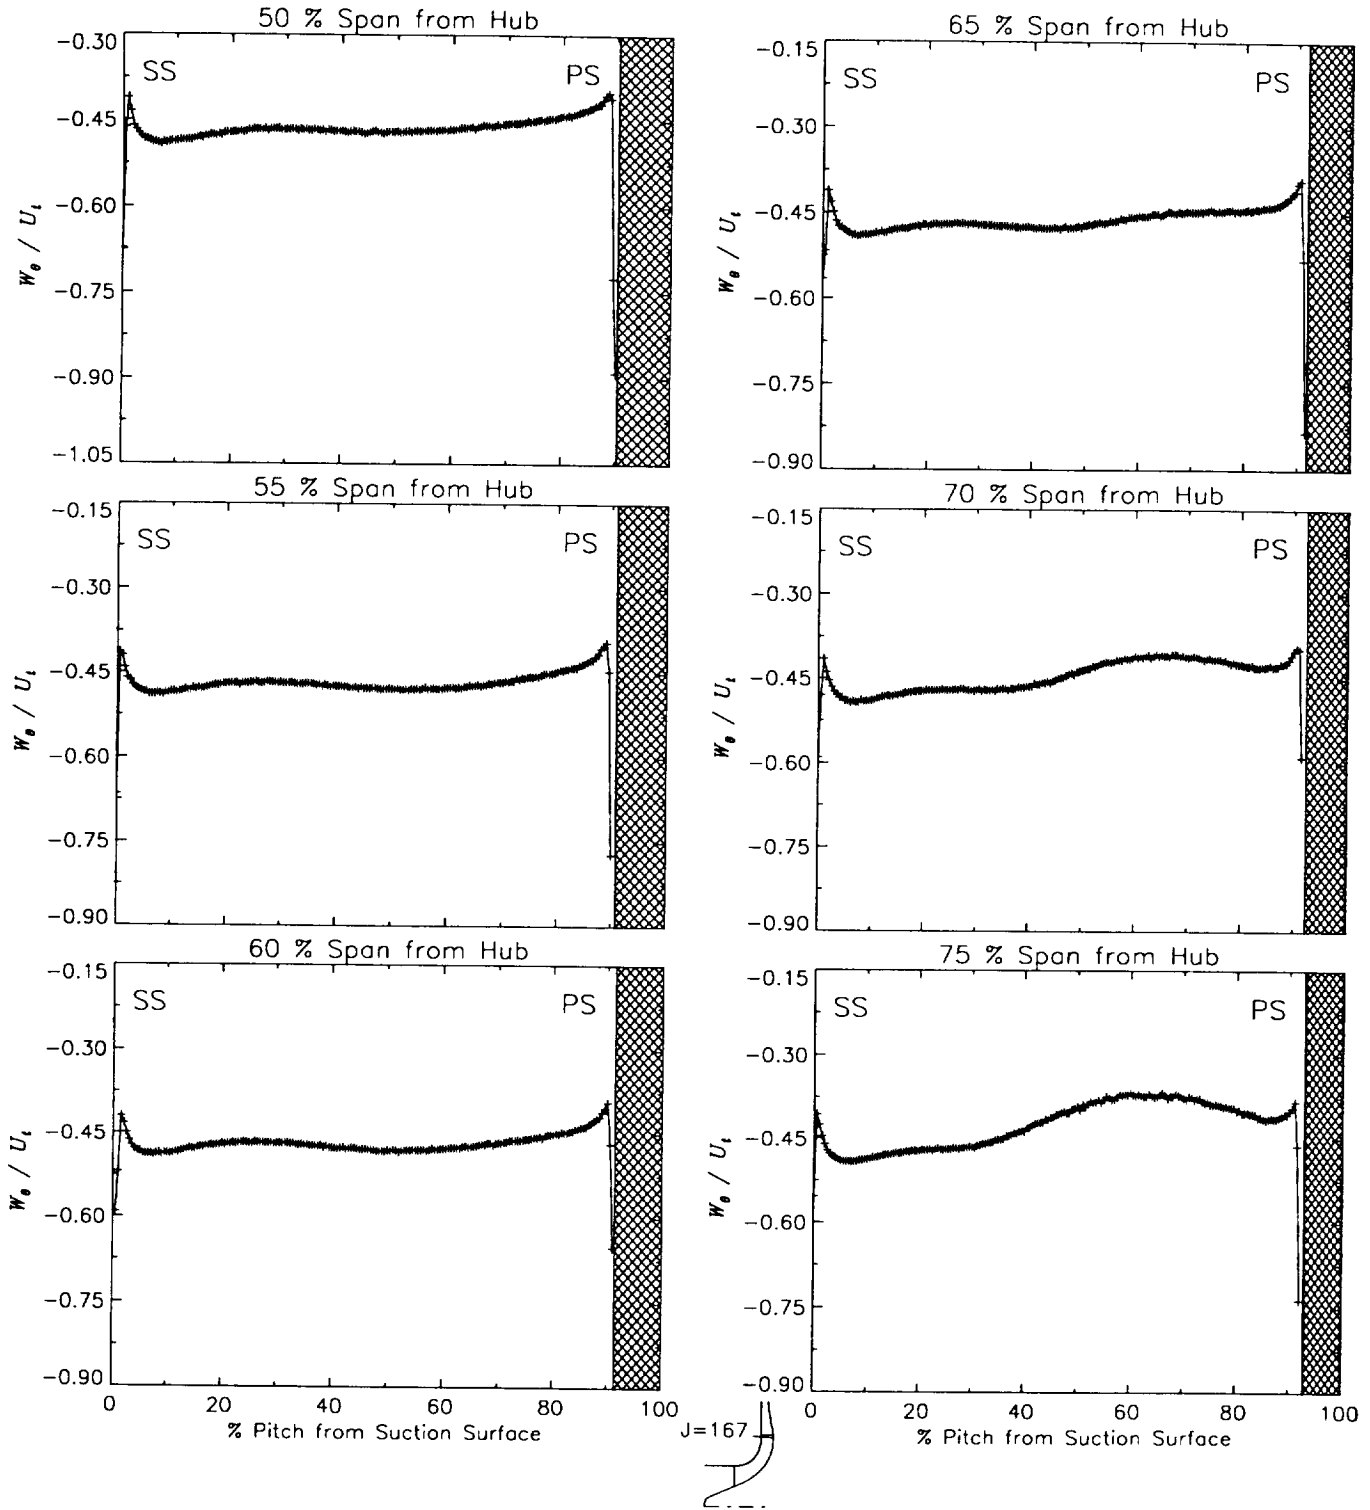 50 % Span from Hub
-0.30
SS
PS
-0.45
-0.60
-0.75
-0.90
-1.05
W_θ / U_t
55 % Span from Hub
-0.15
SS
PS
-0.30
-0.45
-0.60
-0.75
-0.90
W_θ / U_t
60 % Span from Hub
-0.15
SS
PS
-0.30
-0.45
-0.60
-0.75
-0.90
W_θ / U_t
0 20 40 60 80 100
% Pitch from Suction Surface
65 % Span from Hub
-0.15
SS
PS
-0.30
-0.45
-0.60
-0.75
-0.90
W_θ / U_t
70 % Span from Hub
-0.15
SS
PS
-0.30
-0.45
-0.60
-0.75
-0.90
W_θ / U_t
75 % Span from Hub
-0.15
SS
PS
-0.30
-0.45
-0.60
-0.75
-0.90
W_θ / U_t
0 20 40 60 80 100
% Pitch from Suction Surface
J=167